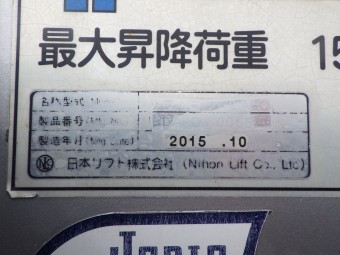 最大昇降荷重 15
名称型式
製品番号
製造年月 2015 .10
NK 日本リフト株式会社 (Nihon Lift Co., Ltd)